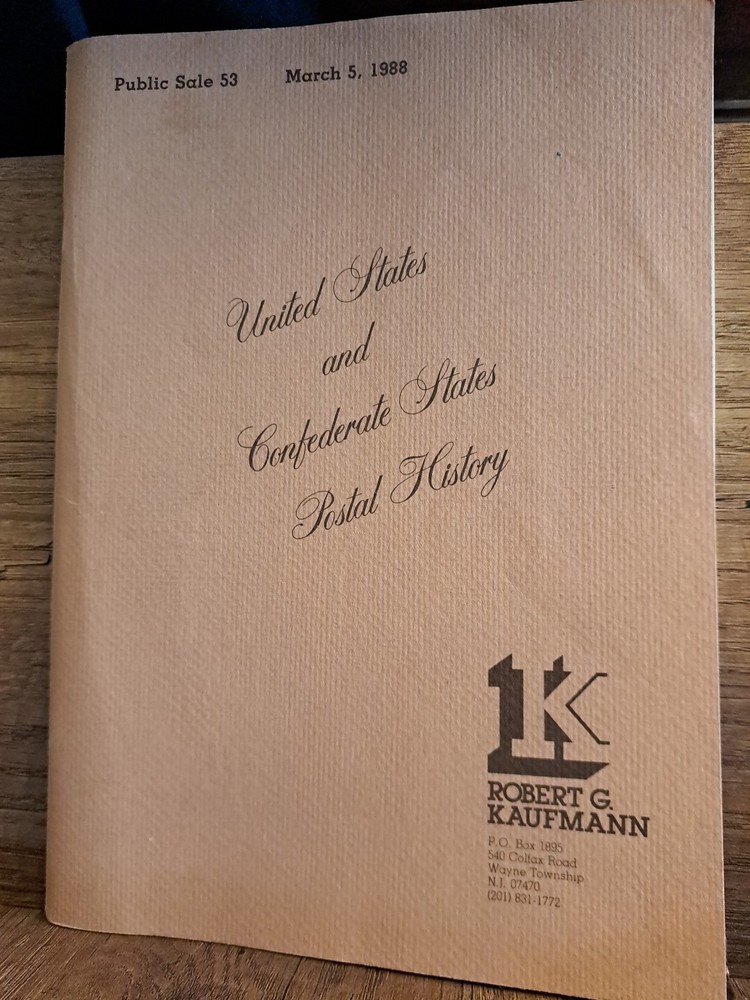 Public Sale 53 March 5, 1988
United States
and
Confederate States
Postal History
1K
ROBERT G.
KAUFMANN
P.O. Box 1895
540 Colfax Road
Wayne Township
N.J. 07470
(201) 831-1772